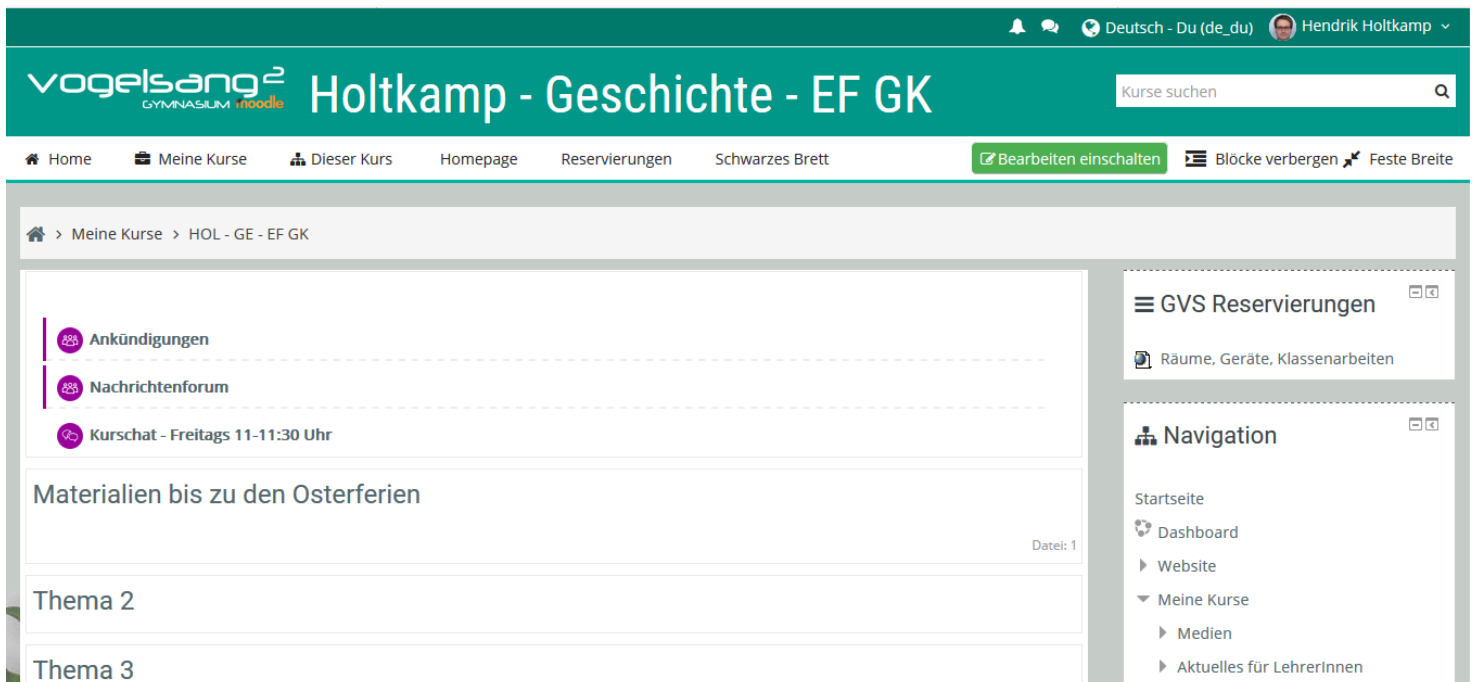 Deutsch - Du (de_du) Hendrik Holtkamp
vogelsang²
GYMNASIUM moodle
Holtkamp - Geschichte - EF GK
Kurse suchen
Home Meine Kurse Dieser Kurs Homepage Reservierungen Schwarzes Brett Bearbeiten einschalten Blöcke verbergen Feste Breite
> Meine Kurse > HOL - GE - EF GK
Ankündigungen
Nachrichtenforum
Kurschat - Freitags 11-11:30 Uhr
Materialien bis zu den Osterferien
Datei: 1
Thema 2
Thema 3
GVS Reservierungen
Räume, Geräte, Klassenarbeiten
Navigation
Startseite
Dashboard
Website
Meine Kurse
Medien
Aktuelles für LehrerInnen